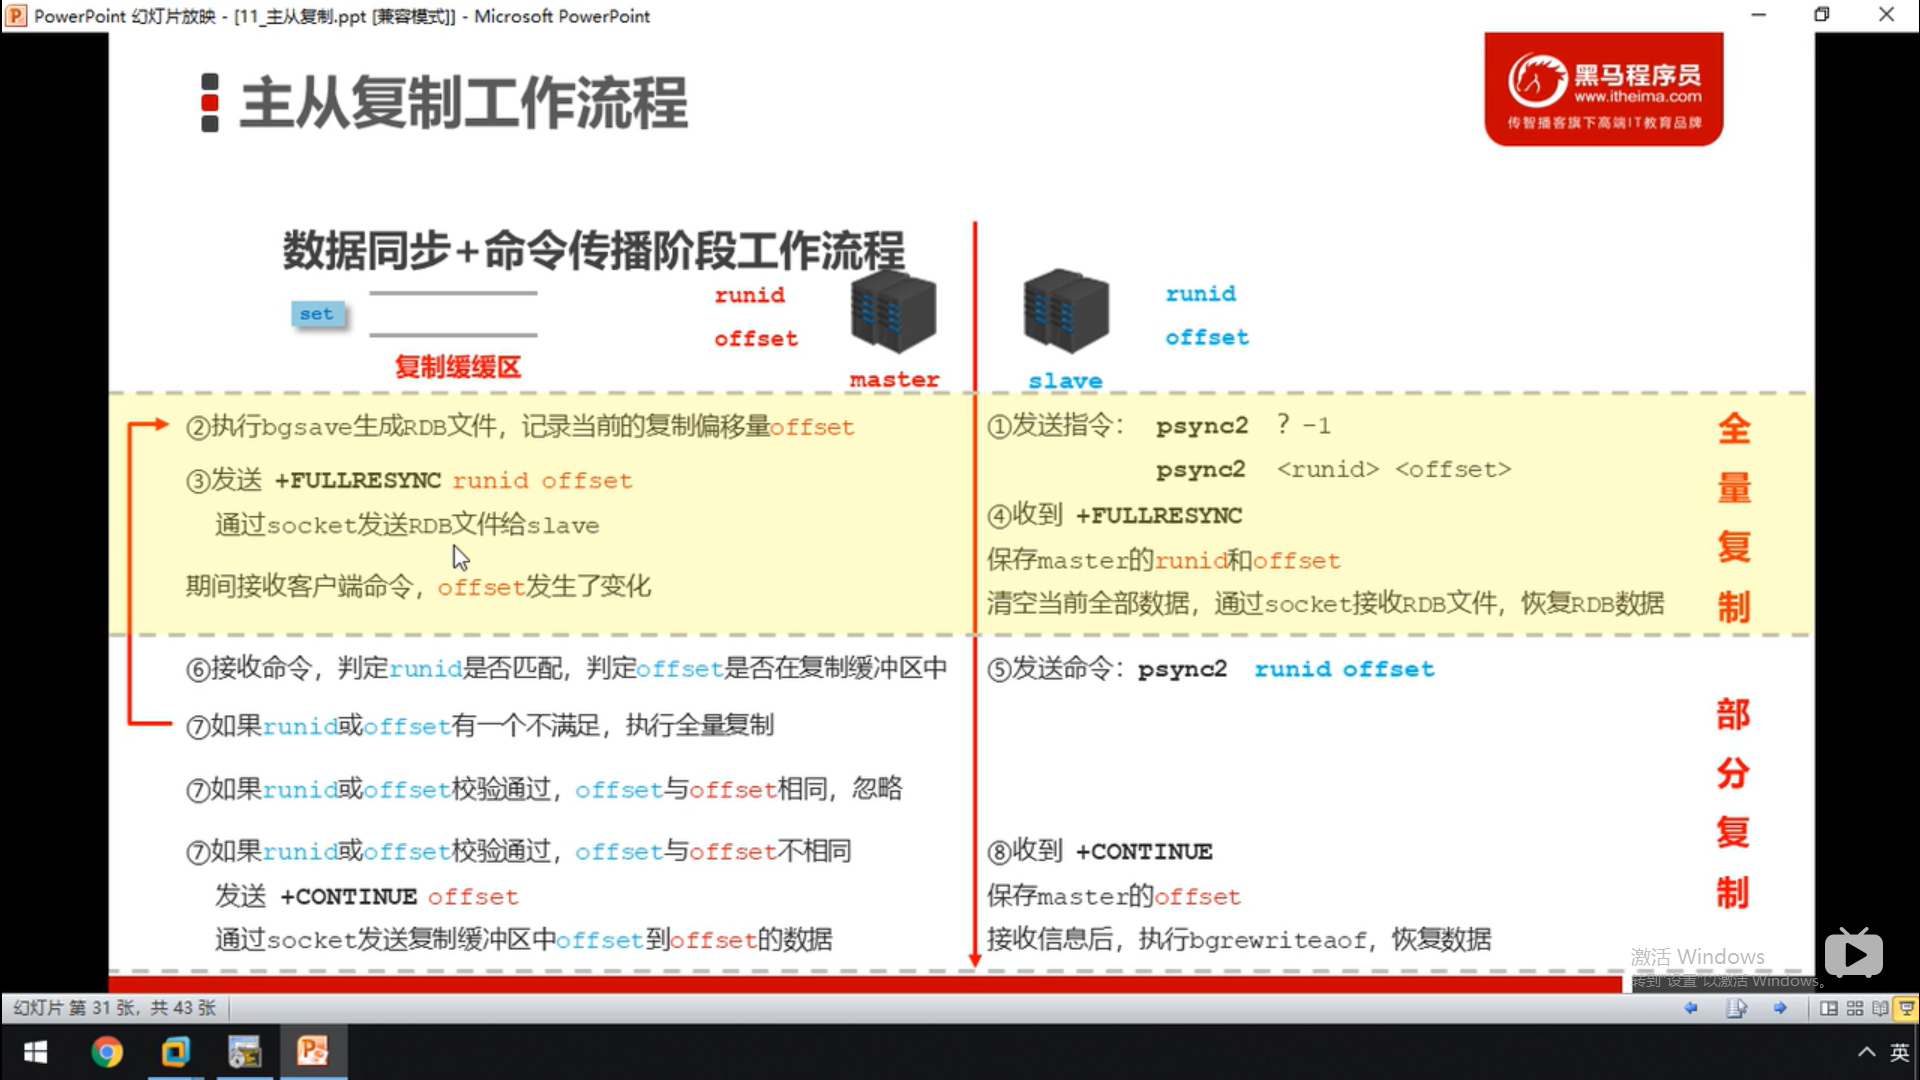 PowerPoint 幻灯片放映 - [11_主从复制.ppt [兼容模式]] - Microsoft PowerPoint
主从复制工作流程
黑马程序员
www.itheima.com
传智播客旗下高端IT教育品牌
数据同步+命令传播阶段工作流程
set
复制缓缓区
runid
offset
master
runid
offset
slave
②执行bgsave生成RDB文件，记录当前的复制偏移量offset
③发送 +FULLRESYNC runid offset
通过socket发送RDB文件给slave
期间接收客户端命令，offset发生了变化
①发送指令： psync2 ? -1
psync2 <runid> <offset>
④收到 +FULLRESYNC
保存master的runid和offset
清空当前全部数据，通过socket接收RDB文件，恢复RDB数据
全
量
复
制
⑥接收命令，判定runid是否匹配，判定offset是否在复制缓冲区中
⑦如果runid或offset有一个不满足，执行全量复制
⑦如果runid或offset校验通过，offset与offset相同，忽略
⑦如果runid或offset校验通过，offset与offset不相同
发送 +CONTINUE offset
通过socket发送复制缓冲区中offset到offset的数据
⑤发送命令：psync2 runid offset
⑧收到 +CONTINUE
保存master的offset
接收信息后，执行bgrewriteaof，恢复数据
部
分
复
制
激活 Windows
转到"设置"以激活 Windows。
幻灯片 第 31 张，共 43 张
英